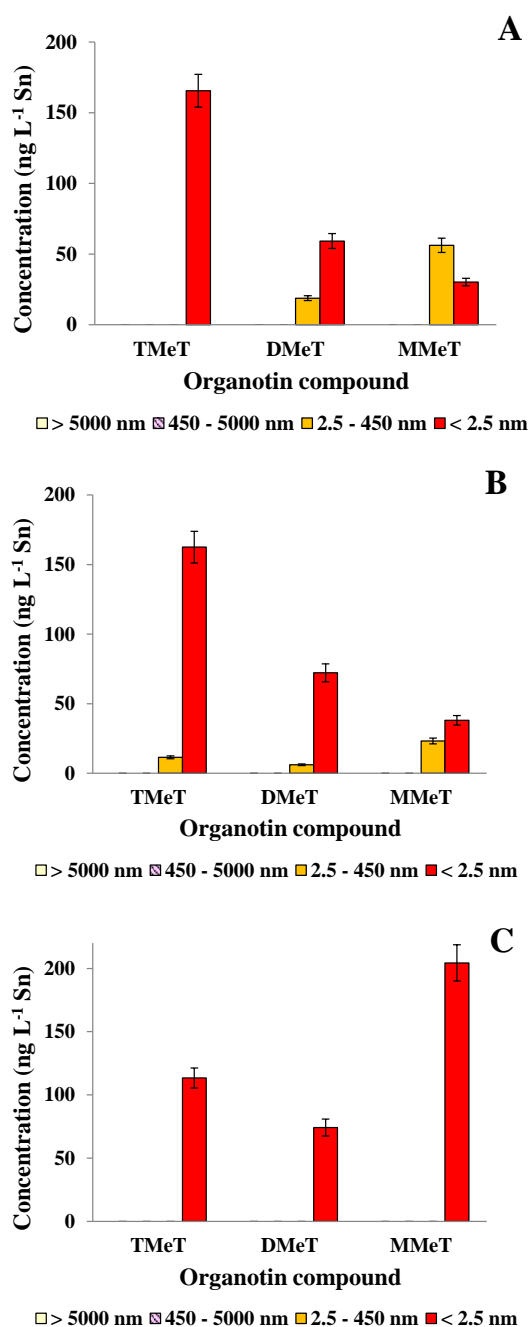 A
Concentration (ng L⁻¹ Sn)
200
150
100
50
0
TMeT DMeT MMeT
Organotin compound
> 5000 nm 450 - 5000 nm 2.5 - 450 nm < 2.5 nm
B
Concentration (ng L⁻¹ Sn)
200
150
100
50
0
TMeT DMeT MMeT
Organotin compound
> 5000 nm 450 - 5000 nm 2.5 - 450 nm < 2.5 nm
C
Concentration (ng L⁻¹ Sn)
200
150
100
50
0
TMeT DMeT MMeT
Organotin compound
> 5000 nm 450 - 5000 nm 2.5 - 450 nm < 2.5 nm